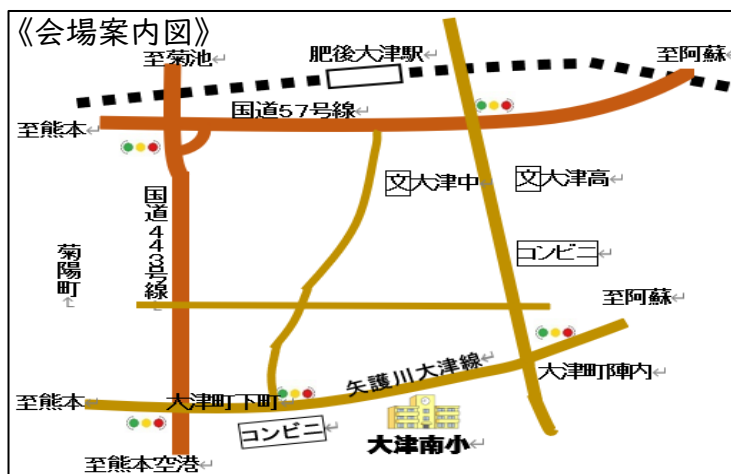 《会場案内図》
至菊池
肥後大津駅
至阿蘇
国道57号線
至熊本
文大津中
文大津高
国道443号線
菊陽町
コンビニ
至阿蘇
矢護川大津線
大津町陣内
至熊本
大津町下町
コンビニ
大津南小
至熊本空港